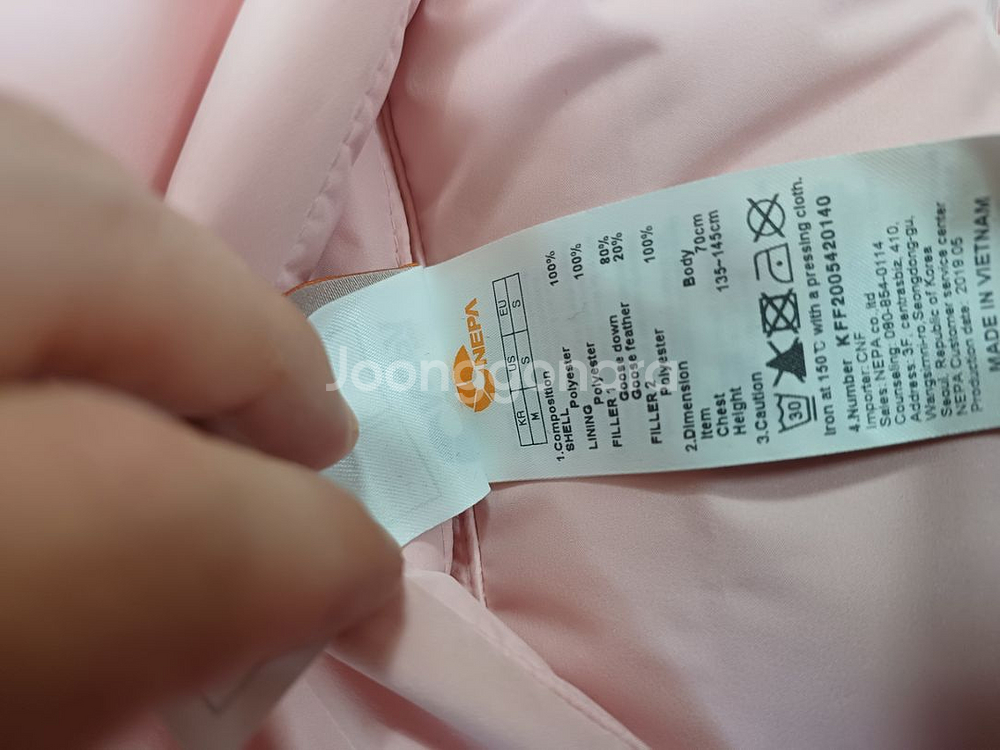 NEPA
KR US EU
M S S
1.Composition
SHELL
Polyester 100%
LINING
Polyester 100%
FILLER 1
Goose down 80%
Goose feather 20%
FILLER 2
Polyester 100%
2.Dimension
Item Body
Chest 70cm
Height 135-145cm
3.Caution
30
Iron at 150℃ with a pressing cloth.
4.Number KFF2005420140
Importer: CNF
Sales: NEPA co.,ltd
Counseling: 080-854-0114
Address: 3F, centrasbiz, 410,
Wangsimni-ro, Seongdong-gu,
Seoul, Republic of Korea
NEPA Customer service center
Production date: 2019.05
MADE IN VIETNAM
Joonggonara